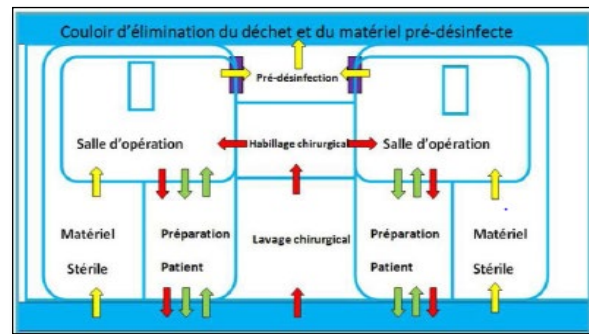 Couloir d'élimination du déchet et du matériel pré-désinfecte
Pré-désinfection
Salle d'opération
Habillage chirurgical
Salle d'opération
Matériel
Stérile
Préparation
Patient
Lavage chirurgical
Préparation
Patient
Matériel
Stérile